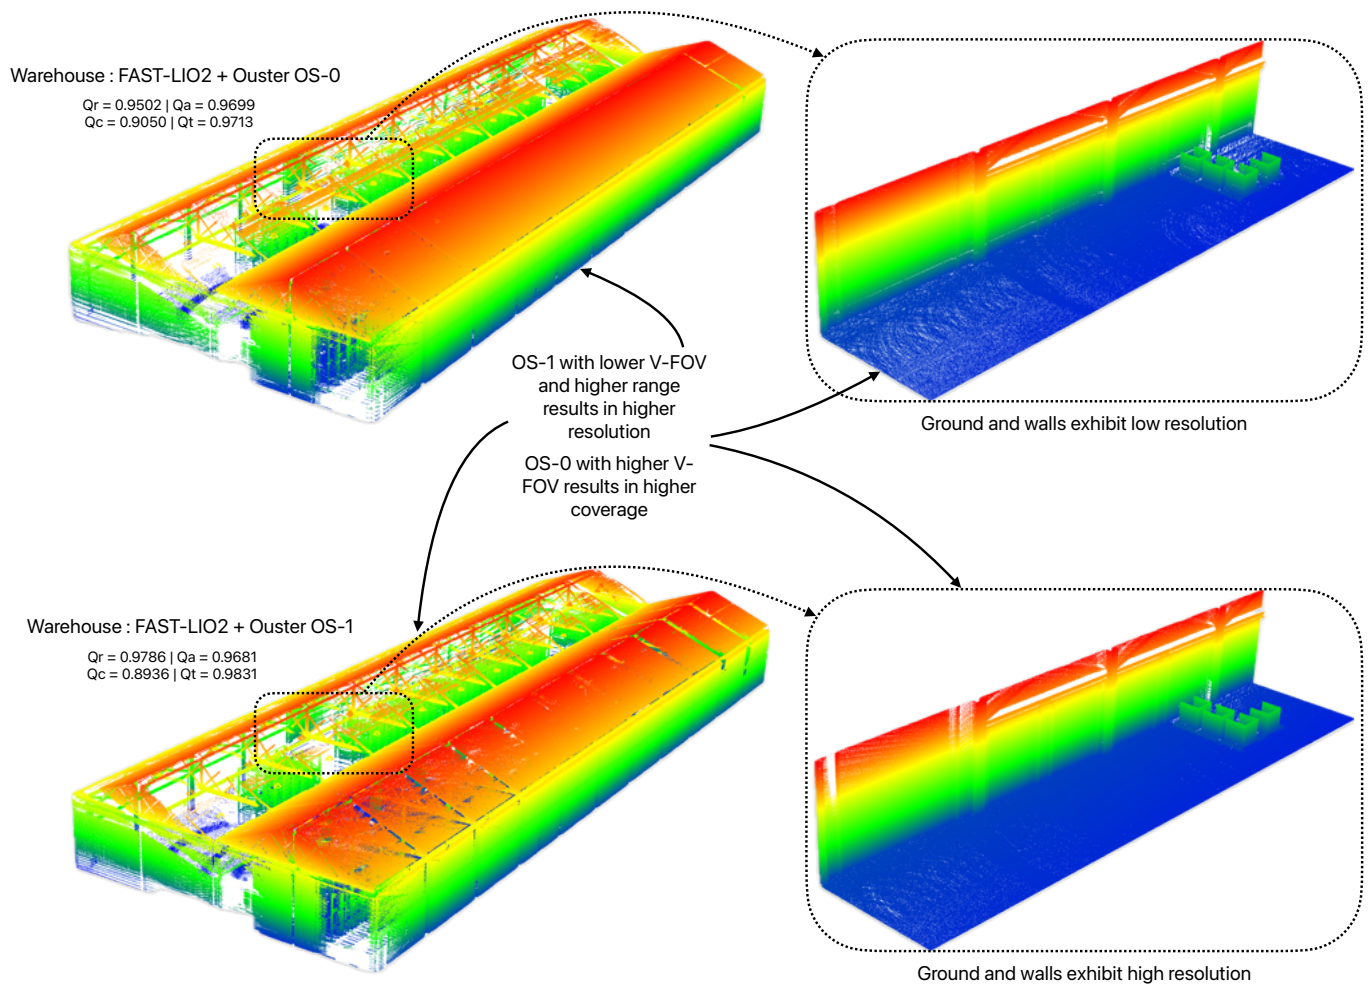 Warehouse : FAST-LIO2 + Ouster OS-0
Qr = 0.9502 | Qa = 0.9699
Qc = 0.9050 | Qt = 0.9713
Ground and walls exhibit low resolution
OS-1 with lower V-FOV
and higher range
results in higher
resolution
OS-0 with higher V-
FOV results in higher
coverage
Warehouse : FAST-LIO2 + Ouster OS-1
Qr = 0.9786 | Qa = 0.9681
Qc = 0.8936 | Qt = 0.9831
Ground and walls exhibit high resolution